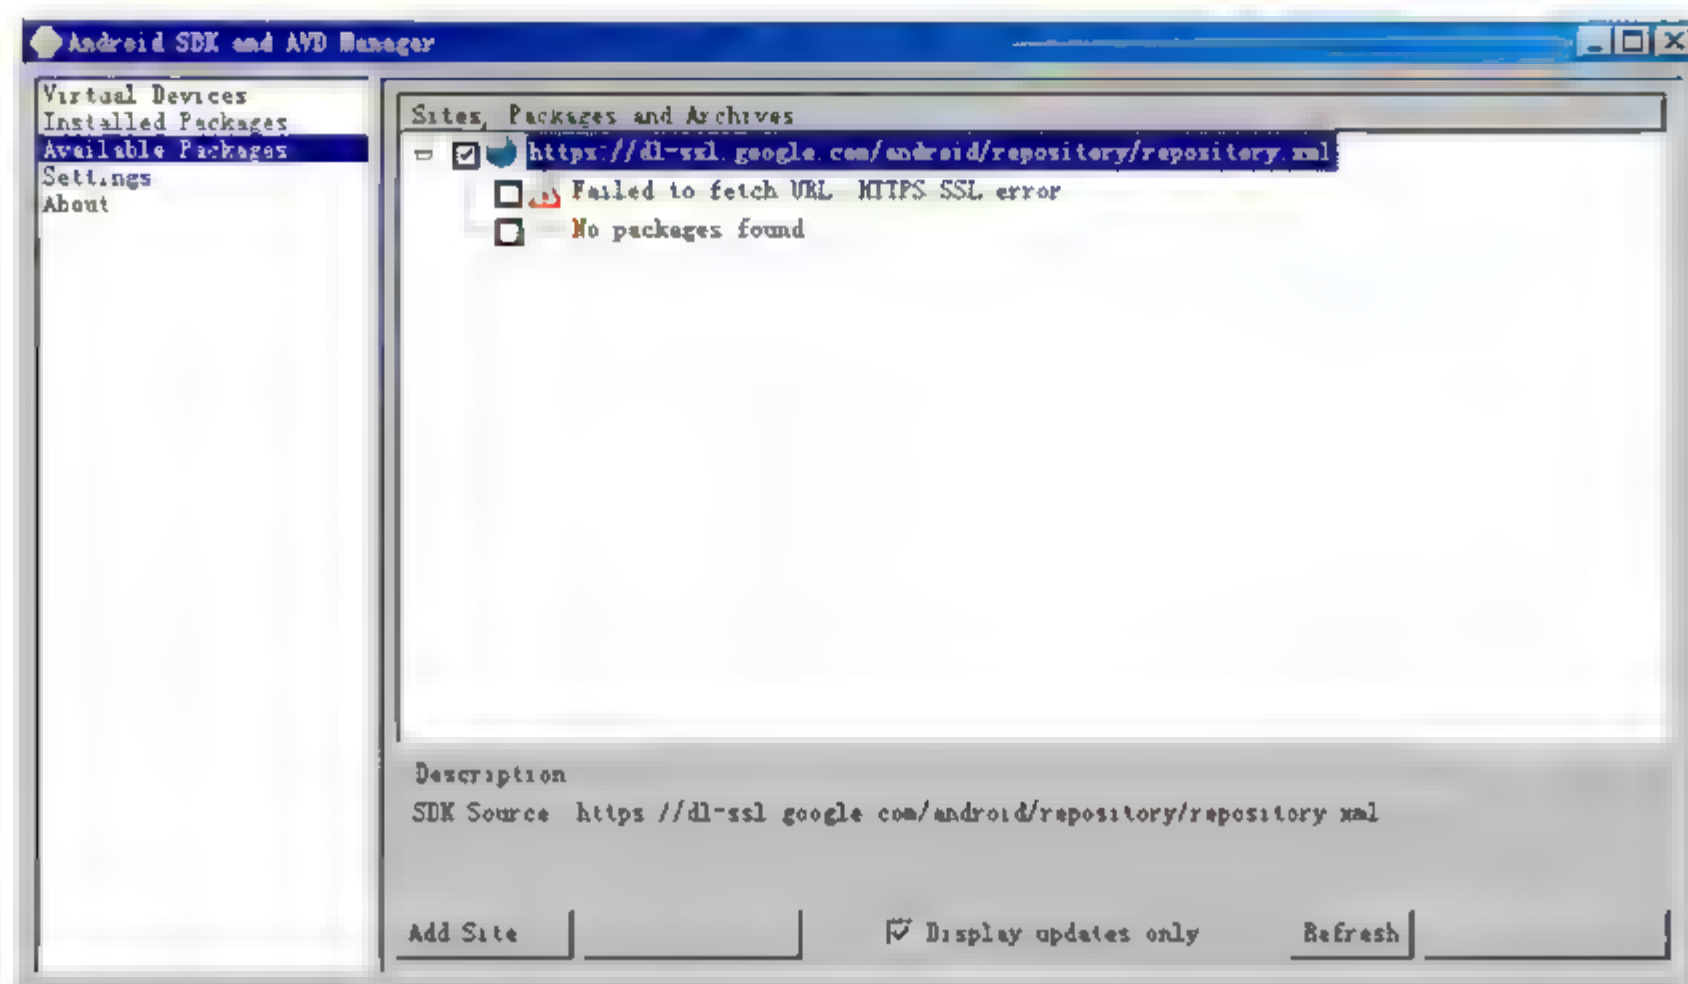 Android SDK and AVD Manager
Virtual Devices
Installed Packages
Available Packages
Settings
About
Sites, Packages and Archives
https://dl-ssl.google.com/android/repository/repository.xml
Failed to fetch URL HTTPS SSL error
No packages found
Description
SDK Source https //dl-ssl google com/android/repository/repository xml
Add Site
Display updates only
Refresh